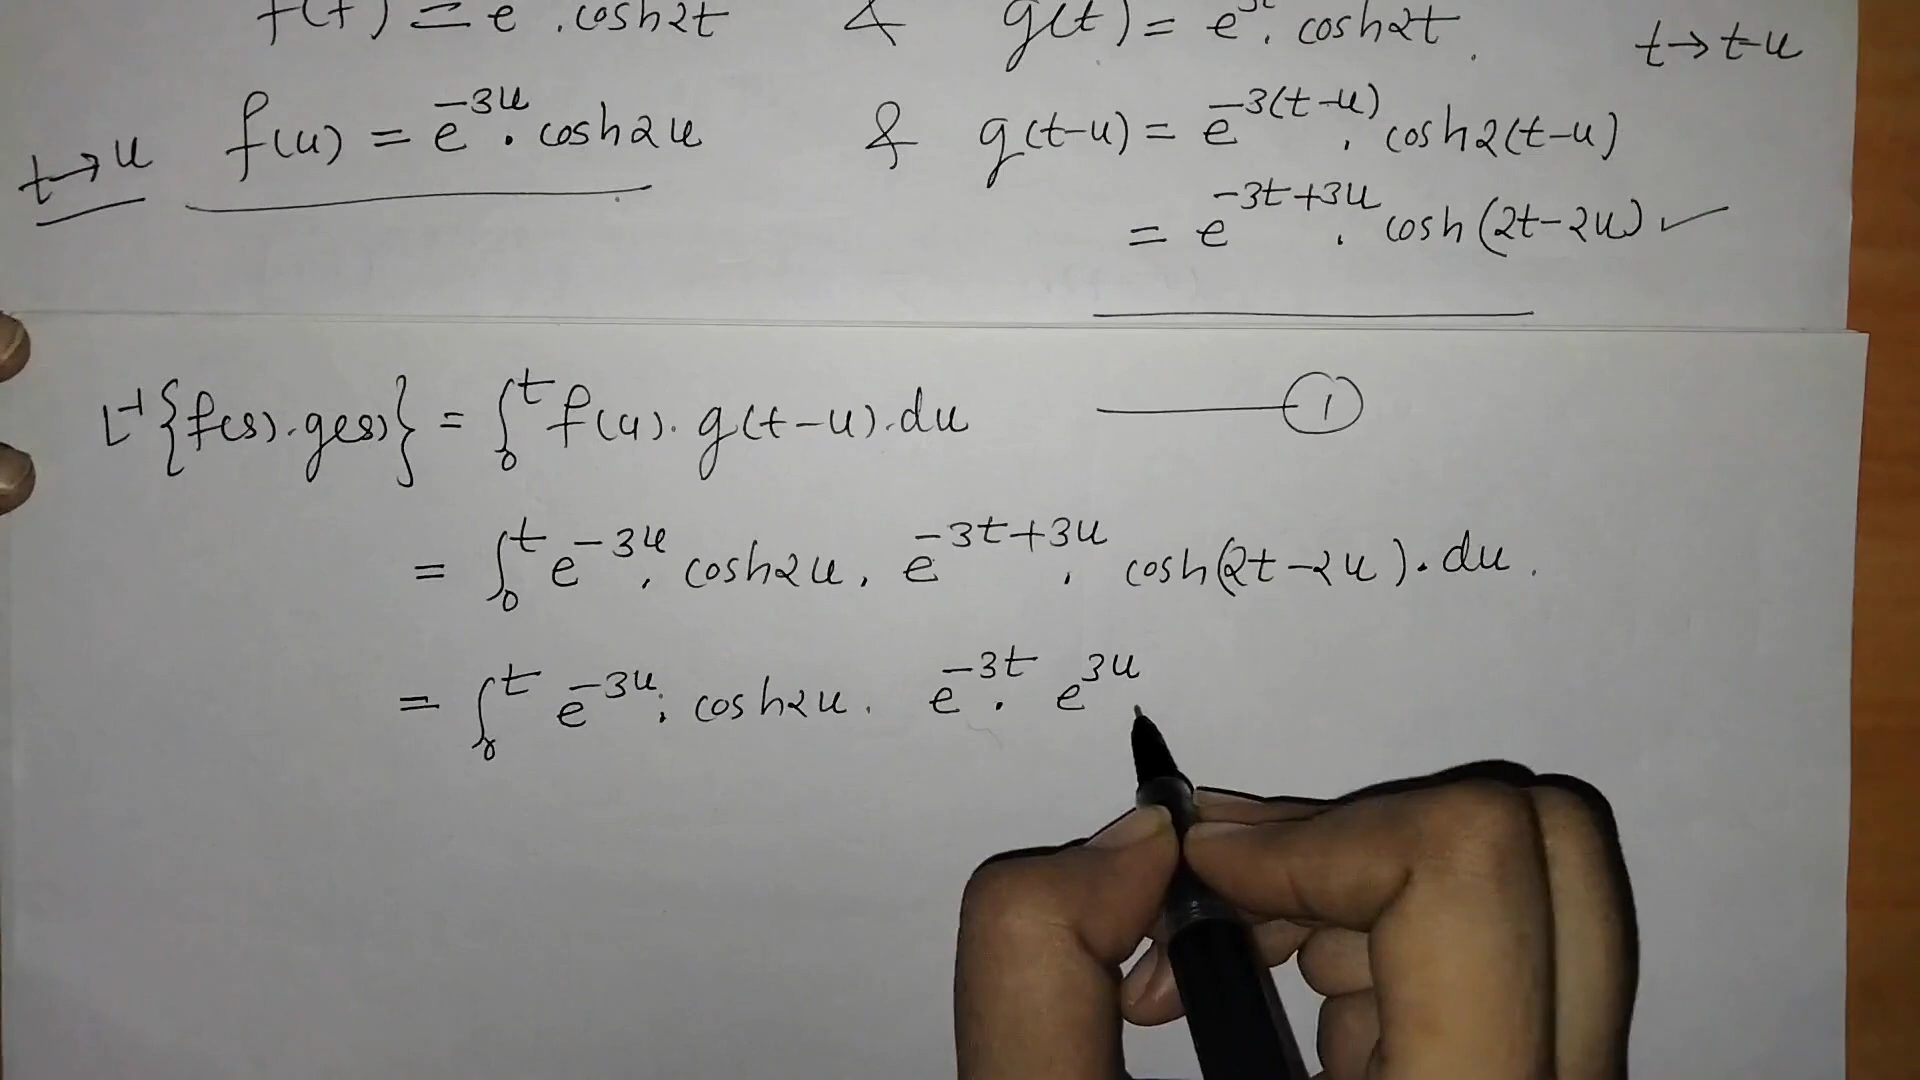 f(t) = e . cosh2t & g(t) = e . cosh2t . t→t-u
t→u f(u) = e^{-3u} . cosh2u & g(t-u) = e^{-3(t-u)} . cosh2(t-u)
= e^{-3t+3u} . cosh(2t-2u) ✓
L^{-1}{f(s).g(s)} = ∫_0^t f(u). g(t-u).du ——— ①
= ∫_0^t e^{-3u} . cosh2u . e^{-3t+3u} . cosh(2t-2u).du .
= ∫_0^t e^{-3u} . cosh2u . e^{-3t} . e^{3u}